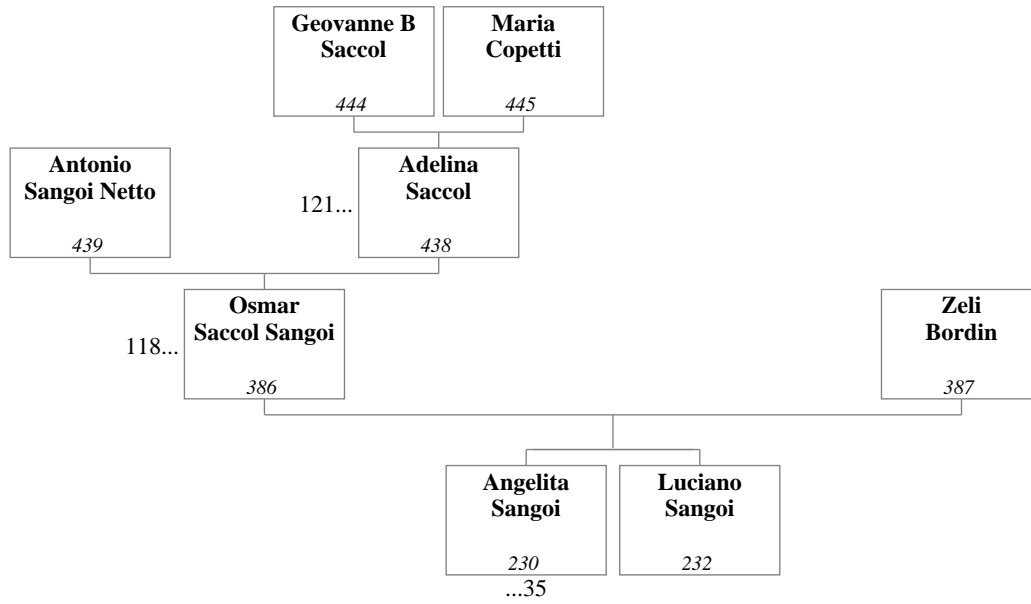 Geovanne B
Saccol
444
Maria
Copetti
445
Antonio
Sangoi Netto
439
121...
Adelina
Saccol
438
118...
Osmar
Saccol Sangoi
386
Zeli
Bordin
387
Angelita
Sangoi
230
...35
Luciano
Sangoi
232